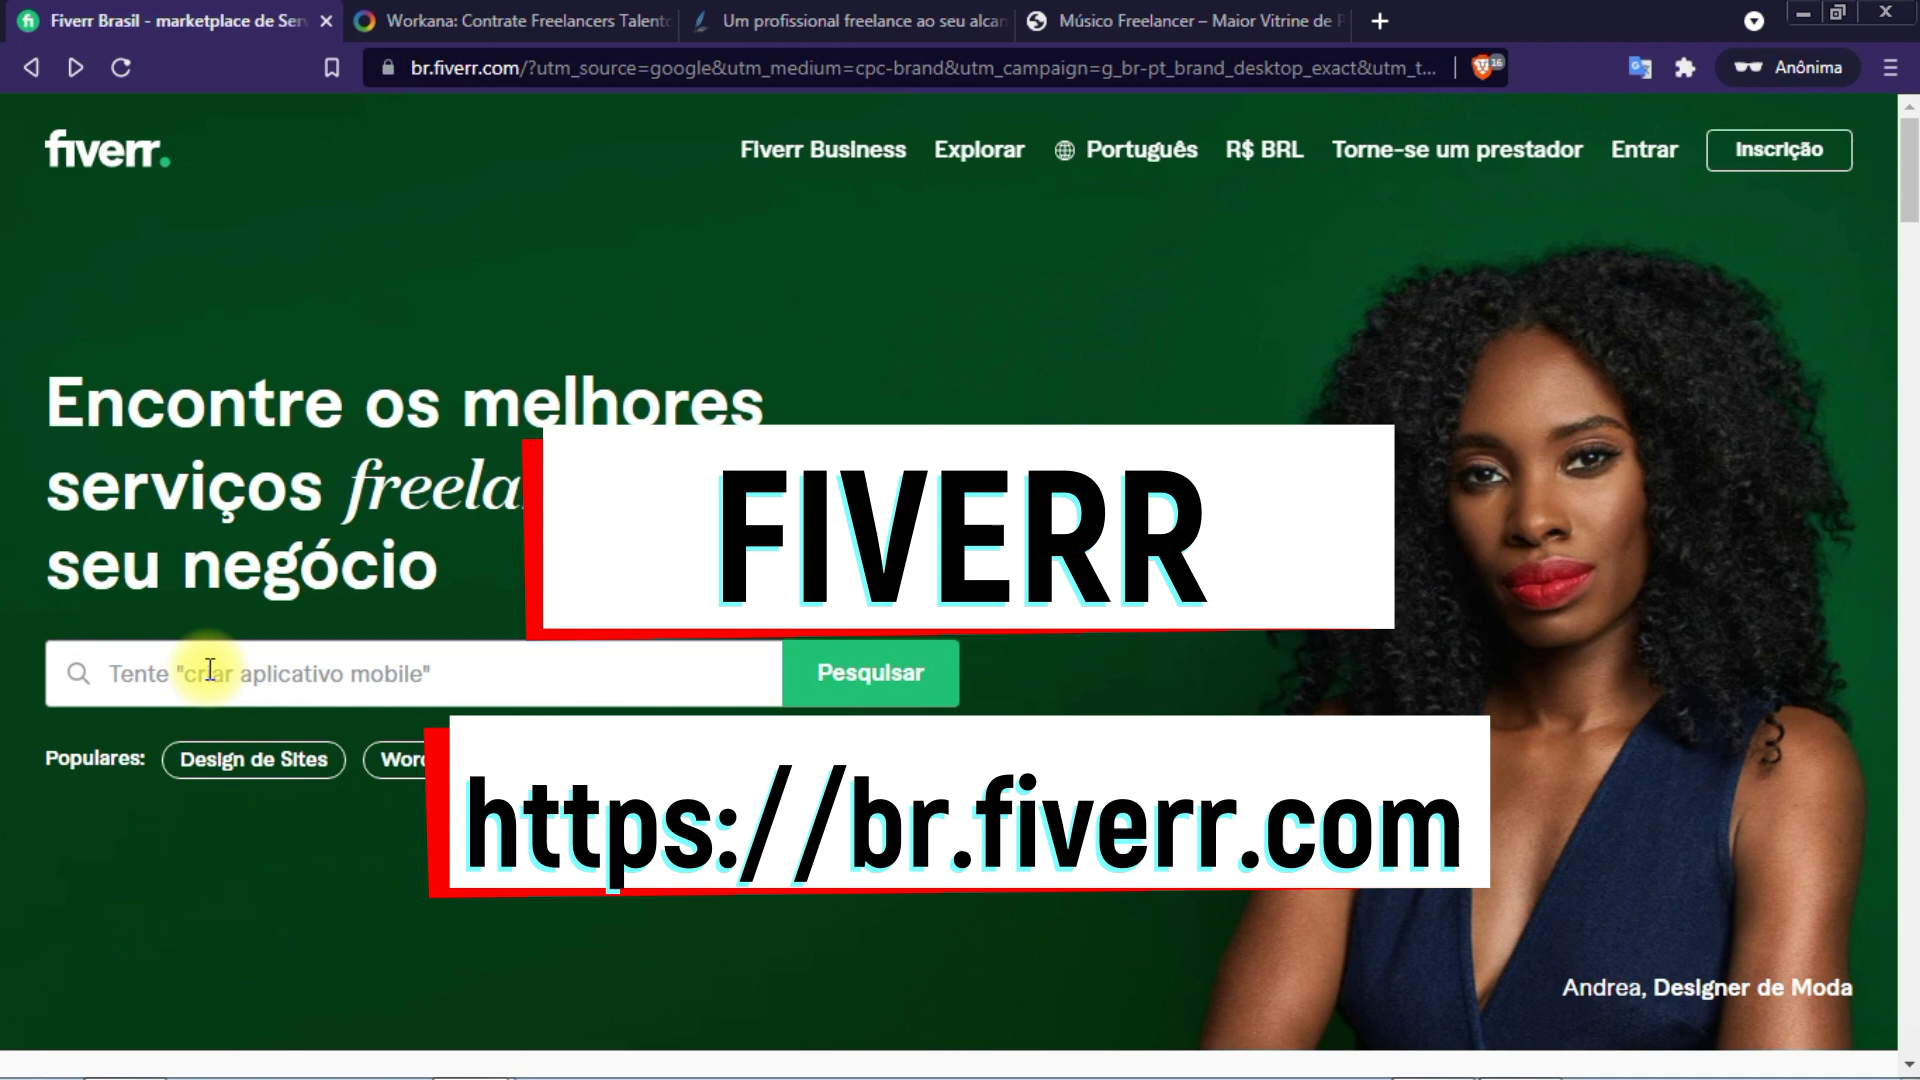 Fiverr Brasil - marketplace de Ser
Workana: Contrate Freelancers Talent
Um profissional freelance ao seu alcan
Músico Freelancer – Maior Vitrine de P
br.fiverr.com/?utm_source=google&utm_medium=cpc-brand&utm_campaign=g_br-pt_brand_desktop_exact&utm_t...
16
Anônima
fiverr.
Fiverr Business
Explorar
Português
R$ BRL
Torne-se um prestador
Entrar
Inscrição
Encontre os melhores
serviços freela
seu negócio
FIVERR
Tente "criar aplicativo mobile"
Pesquisar
Populares:
Design de Sites
Word
https://br.fiverr.com
Andrea, Designer de Moda